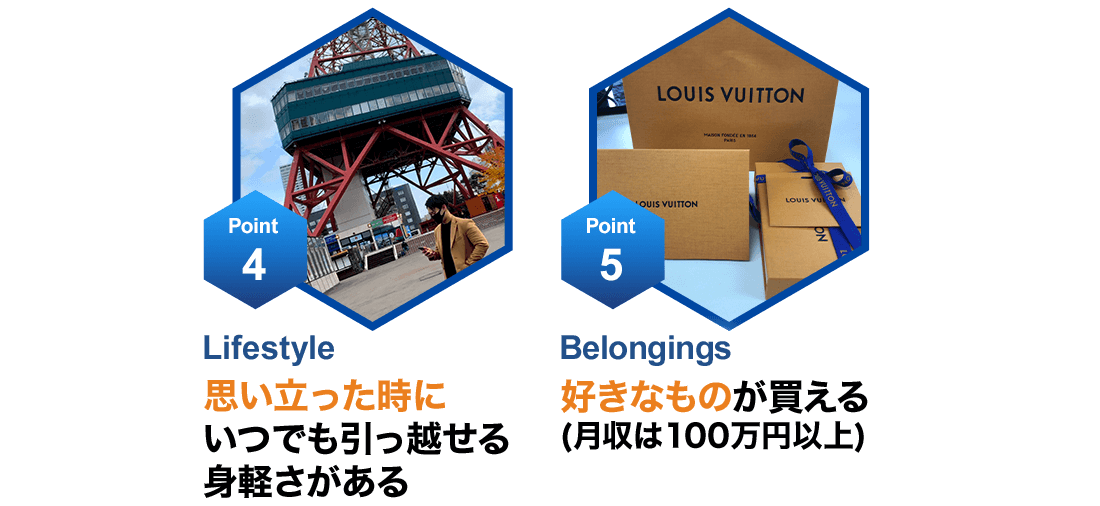 Point
4
Lifestyle
思い立った時に
いつでも引っ越せる
身軽さがある
LOUIS VUITTON
MAISON FONDÉE EN 1854
PARIS
LOUIS VUITTON
LOUIS VUITTON
Point
5
Belongings
好きなものが買える
(月収は100万円以上)